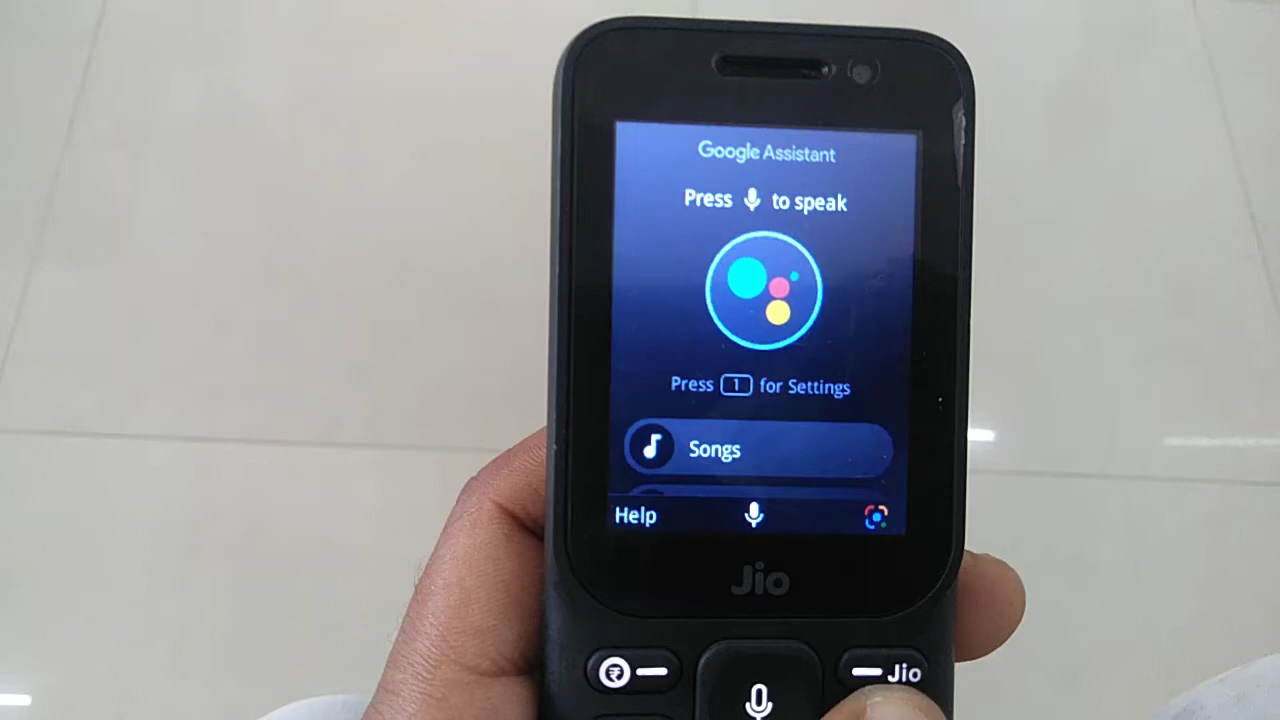 Google Assistant
Press to speak
Press 1 for Settings
Songs
Help
Jio
₹
Jio